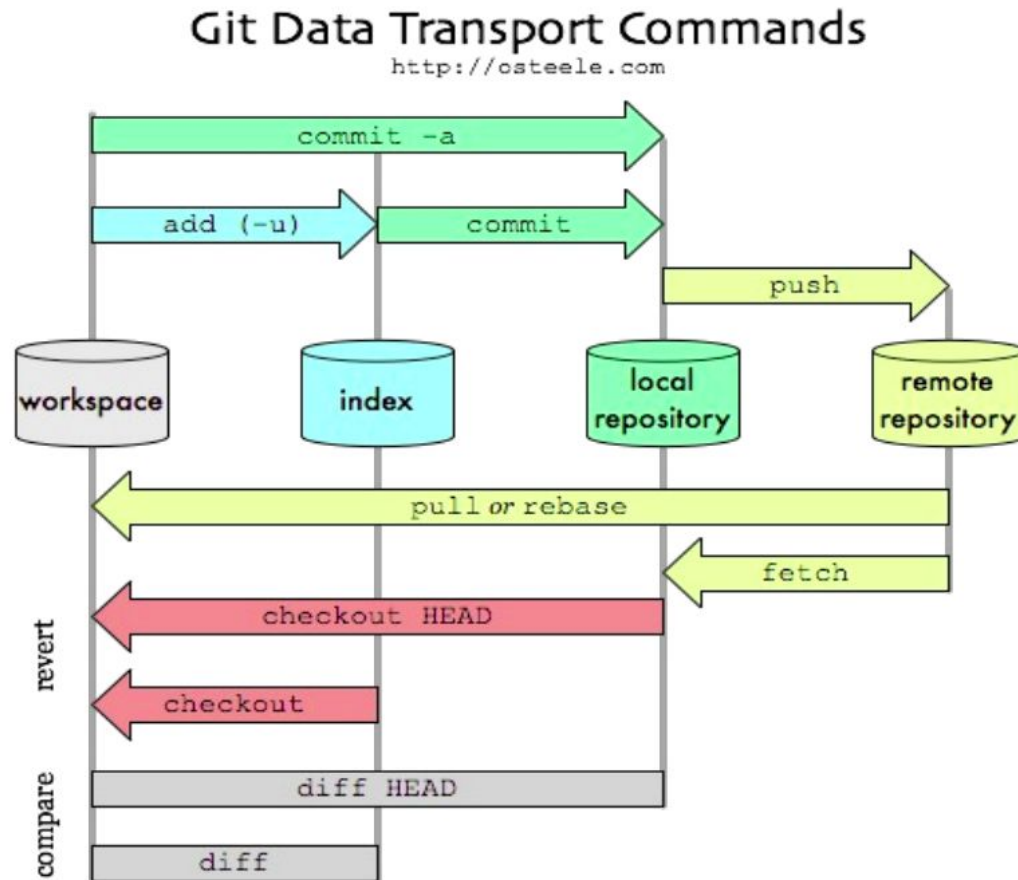 Git Data Transport Commands
http://osteele.com
commit -a
add (-u)
commit
push
workspace
index
local
repository
remote
repository
pull or rebase
fetch
revert
checkout HEAD
checkout
compare
diff HEAD
diff